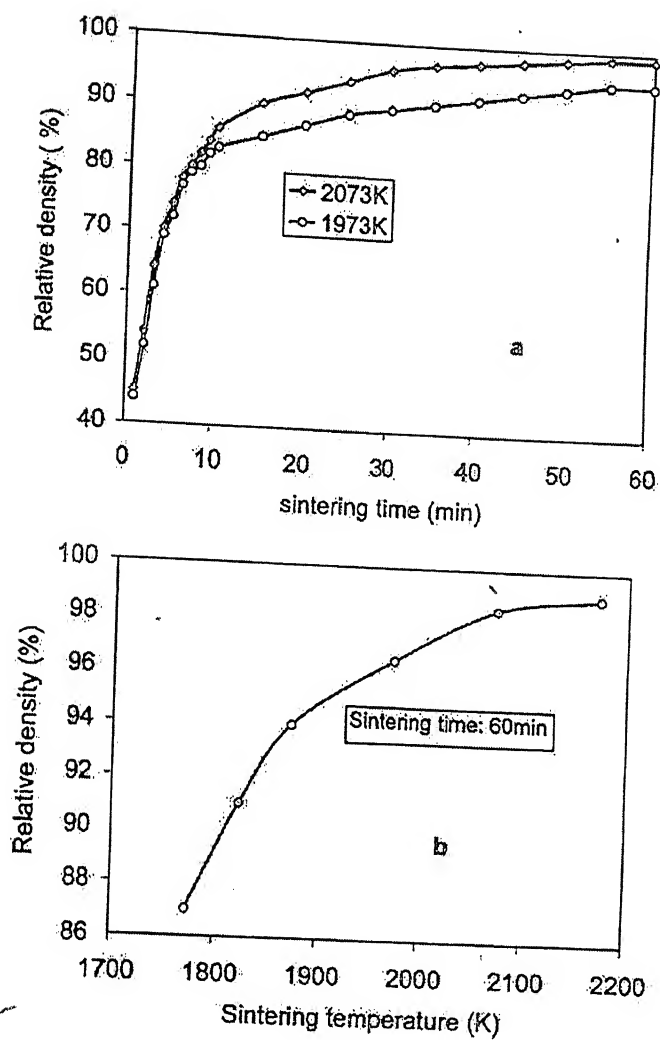 100
90
80
70
60
50
40
Relative density ( %)
2073K
1973K
a
0 10 20 30 40 50 60
sintering time (min)
100
98
96
94
92
90
88
86
Relative density (%)
Sintering time: 60min
b
1700 1800 1900 2000 2100 2200
Sintering temperature (K)